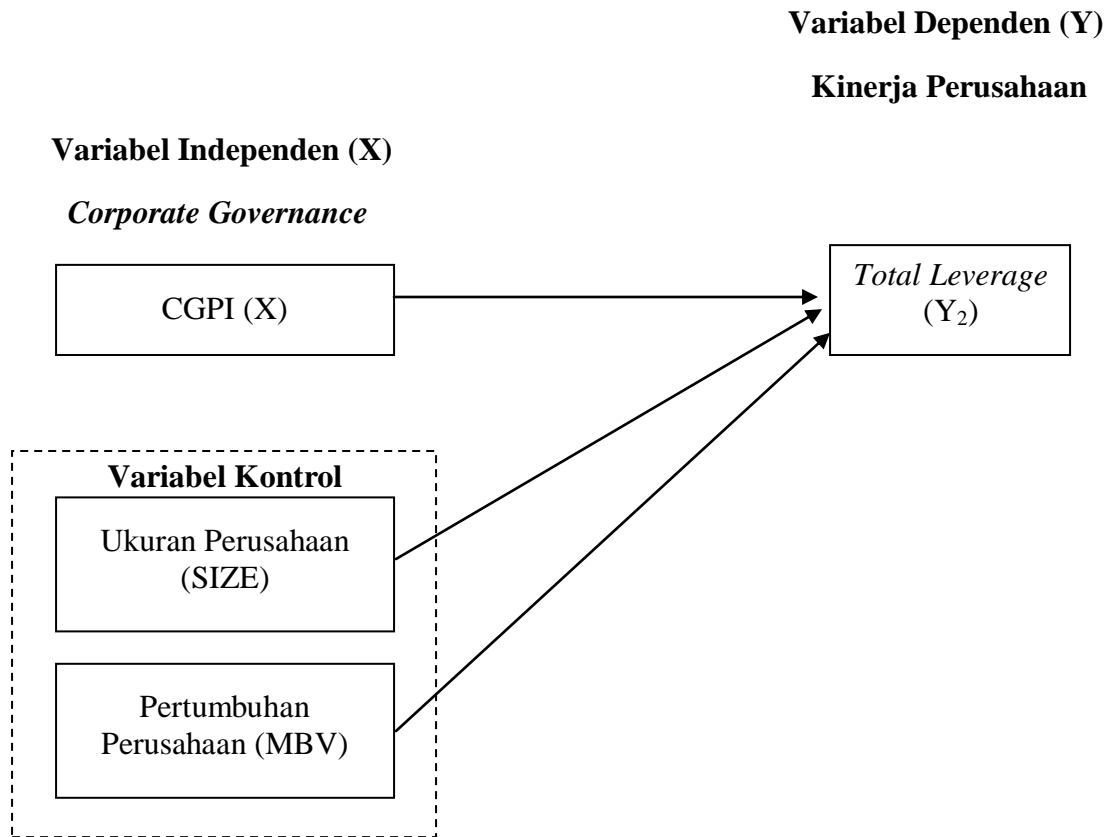 Variabel Dependen (Y)
Kinerja Perusahaan
Variabel Independen (X)
Corporate Governance
CGPI (X)
Total Leverage
(Y₂)
Variabel Kontrol
Ukuran Perusahaan
(SIZE)
Pertumbuhan
Perusahaan (MBV)